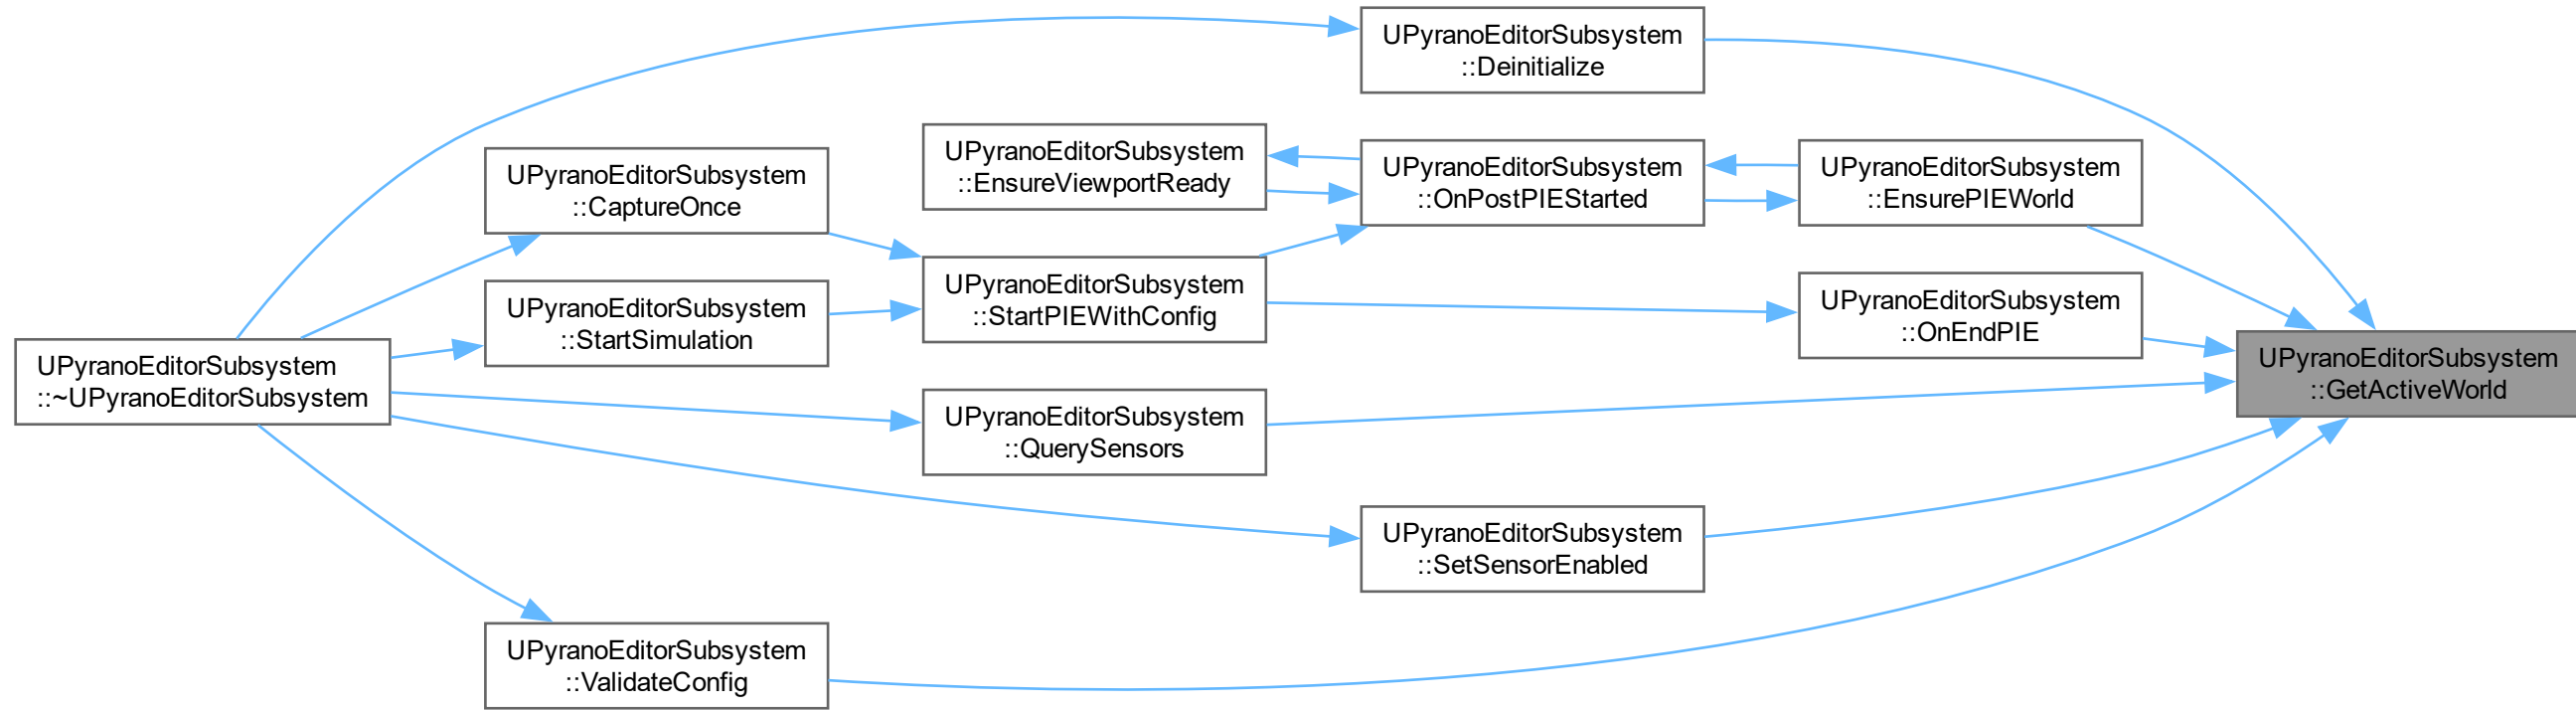 UPyranoEditorSubsystem
::Deinitialize
UPyranoEditorSubsystem
::EnsureViewportReady
UPyranoEditorSubsystem
::OnPostPIEStarted
UPyranoEditorSubsystem
::EnsurePIEWorld
UPyranoEditorSubsystem
::CaptureOnce
UPyranoEditorSubsystem
::StartPIEWithConfig
UPyranoEditorSubsystem
::OnEndPIE
UPyranoEditorSubsystem
::StartSimulation
UPyranoEditorSubsystem
::~UPyranoEditorSubsystem
UPyranoEditorSubsystem
::GetActiveWorld
UPyranoEditorSubsystem
::QuerySensors
UPyranoEditorSubsystem
::SetSensorEnabled
UPyranoEditorSubsystem
::ValidateConfig